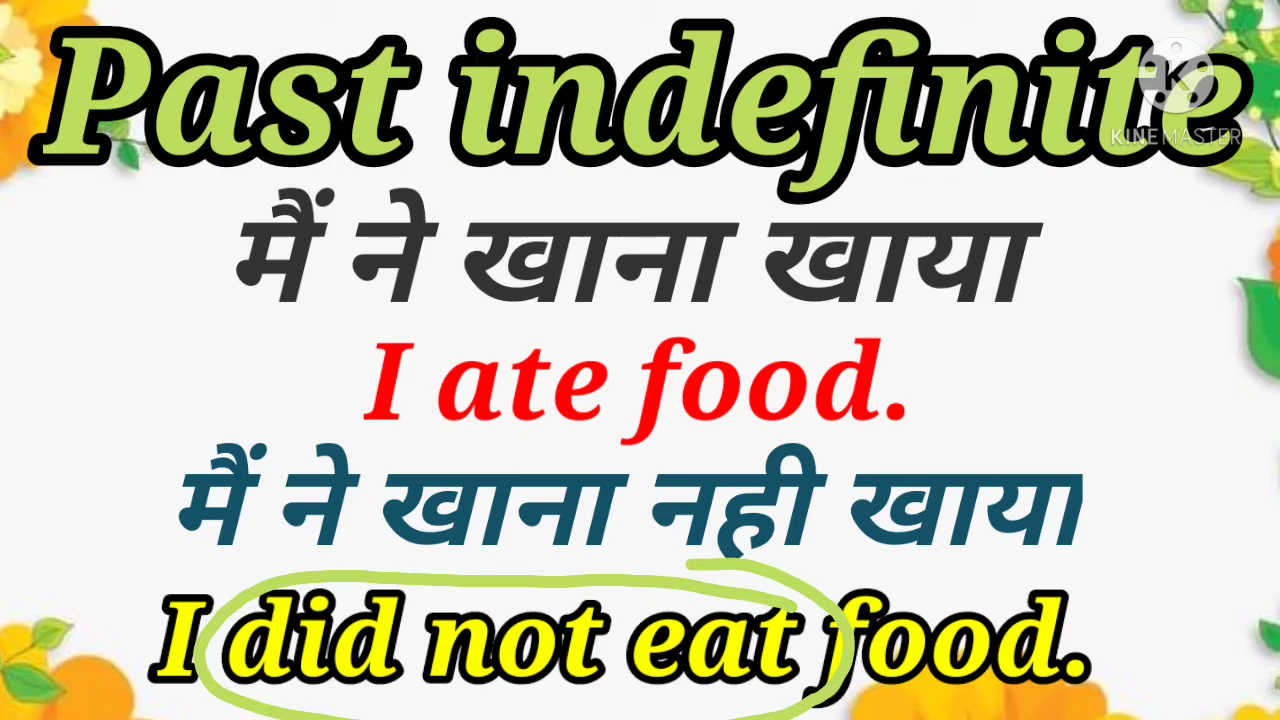 Past indefinite
KINEMASTER
मैं ने खाना खाया
I ate food.
मैं ने खाना नही खाया
I did not eat food.